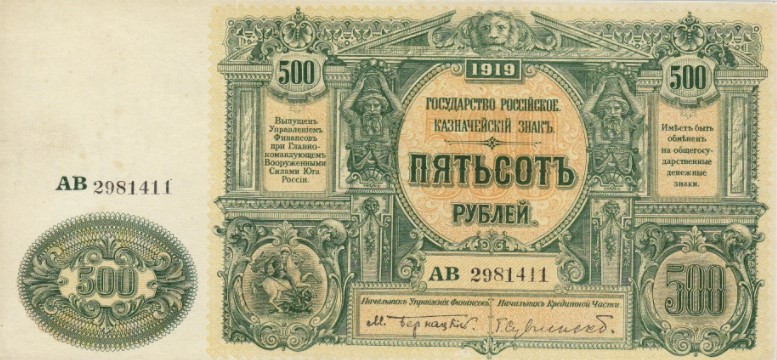 500
1919
500
ГОСУДАРСТВО РОССІЙСКОЕ.
КАЗНАЧЕЙСКІЙ ЗНАКЪ.
ПЯТЬСОТЪ
РУБЛЕЙ.
Выпущенъ
Управленіемъ
Финансовъ
при Главно-
командующемъ
Вооруженными
Силами Юга
Россіи.
Имѣетъ быть
обмѣненъ
на общегосу-
дарственные
денежные
знаки.
АВ 2981411
500
АВ 2981411
500
Начальникъ Управленія Финансовъ.
М. Бернацкій.
Начальникъ Кредитной Части